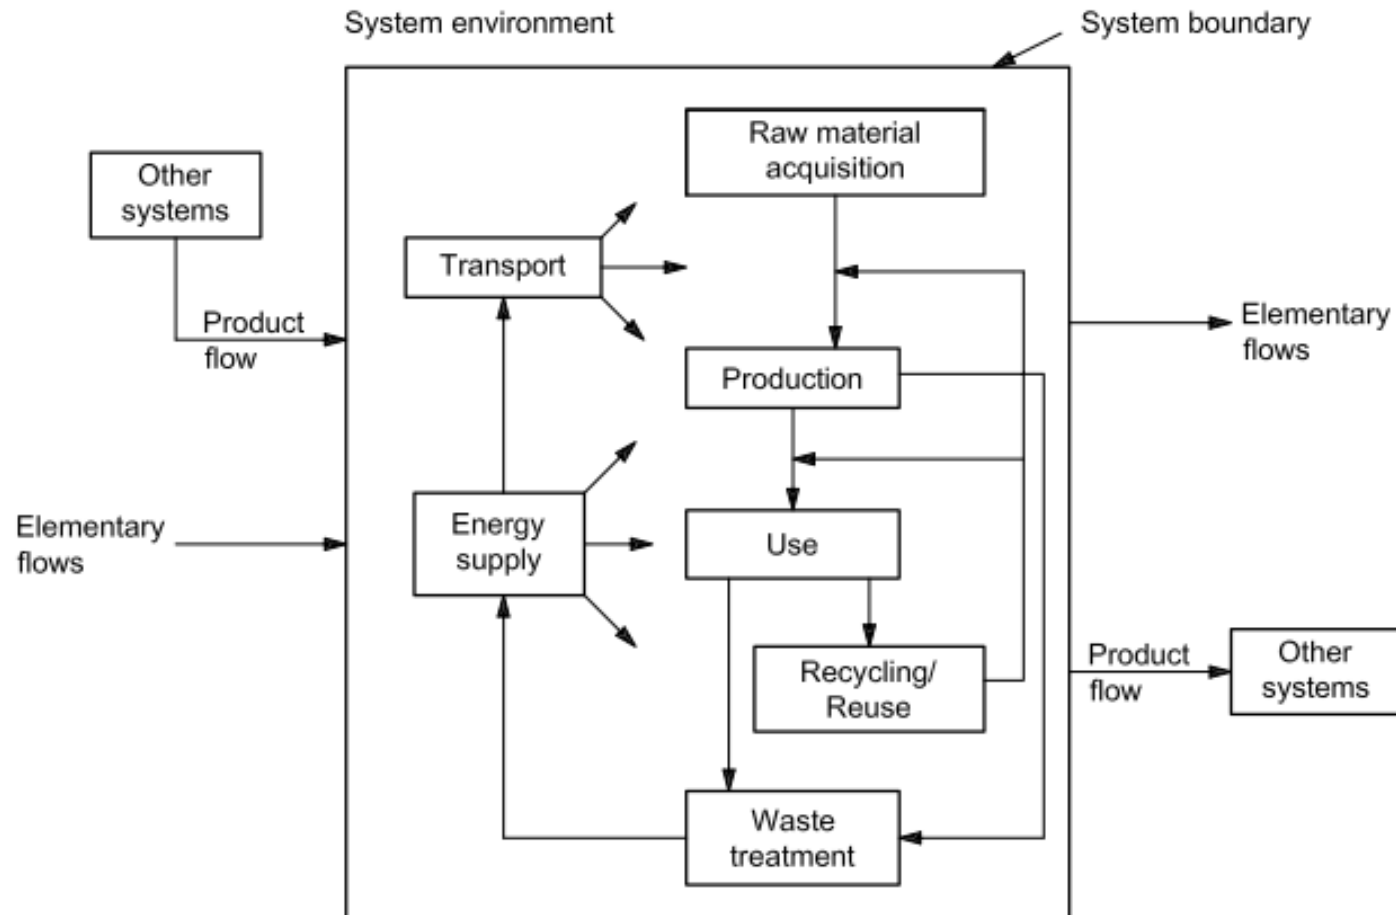 System environment
System boundary
Raw material
acquisition
Other
systems
Transport
Product
flow
Elementary
flows
Production
Elementary
flows
Energy
supply
Use
Recycling/
Reuse
Product
flow
Other
systems
Waste
treatment